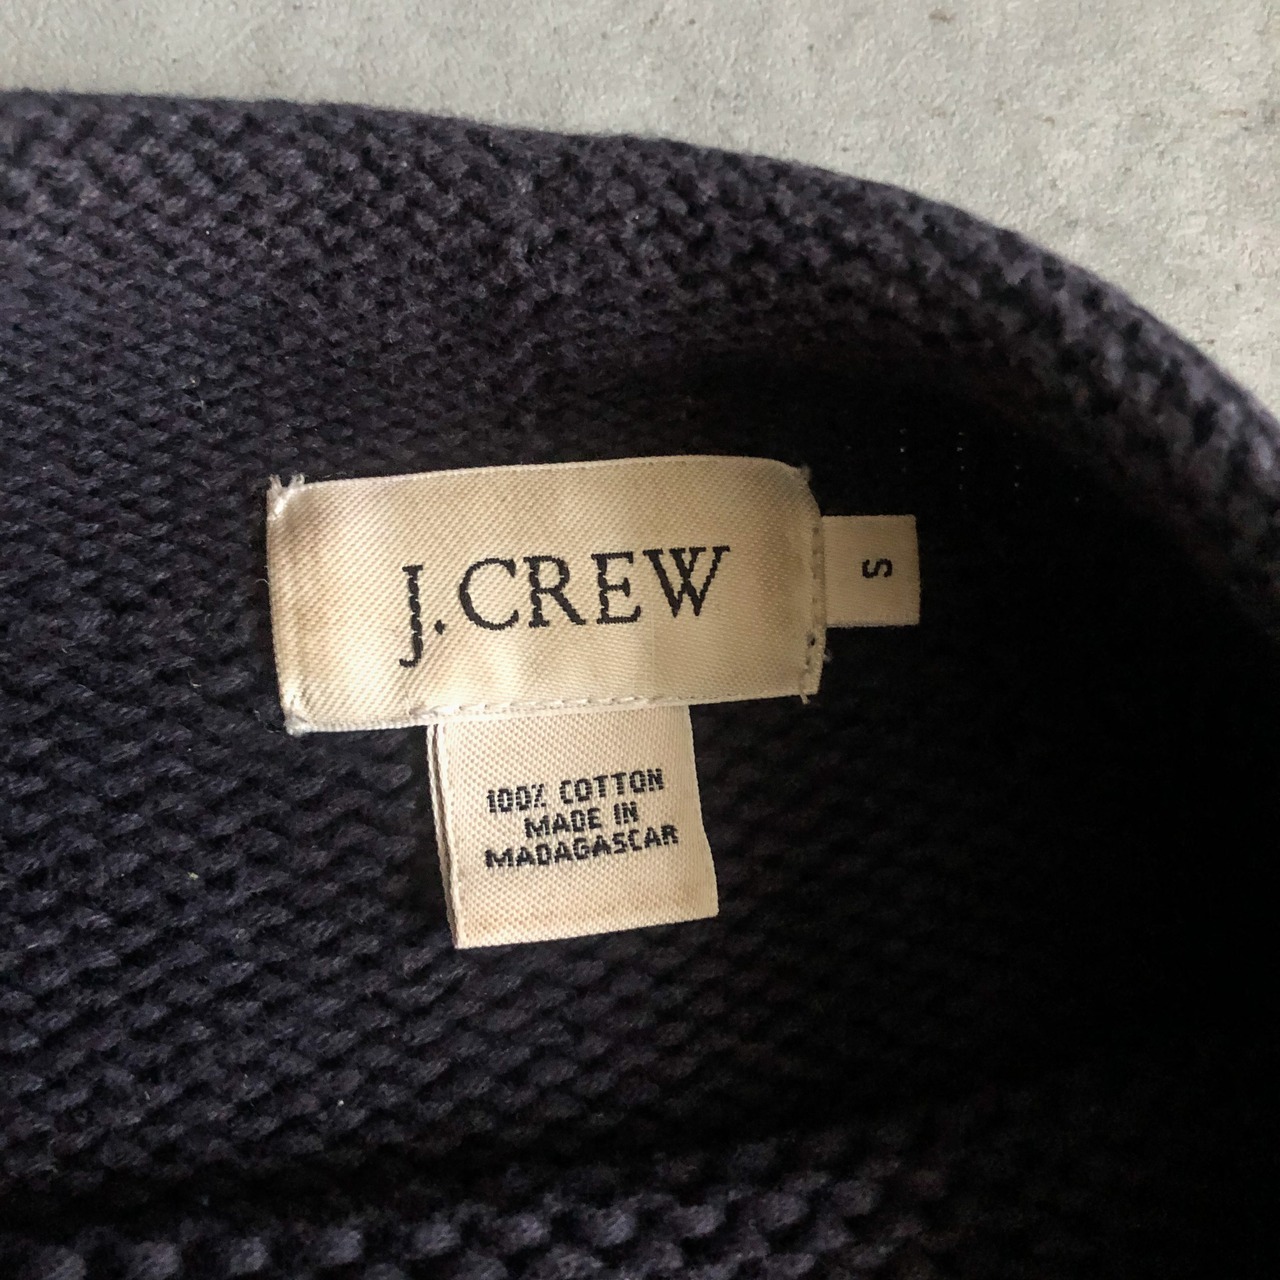 J.CREW
S
100% COTTON
MADE IN
MADAGASCAR